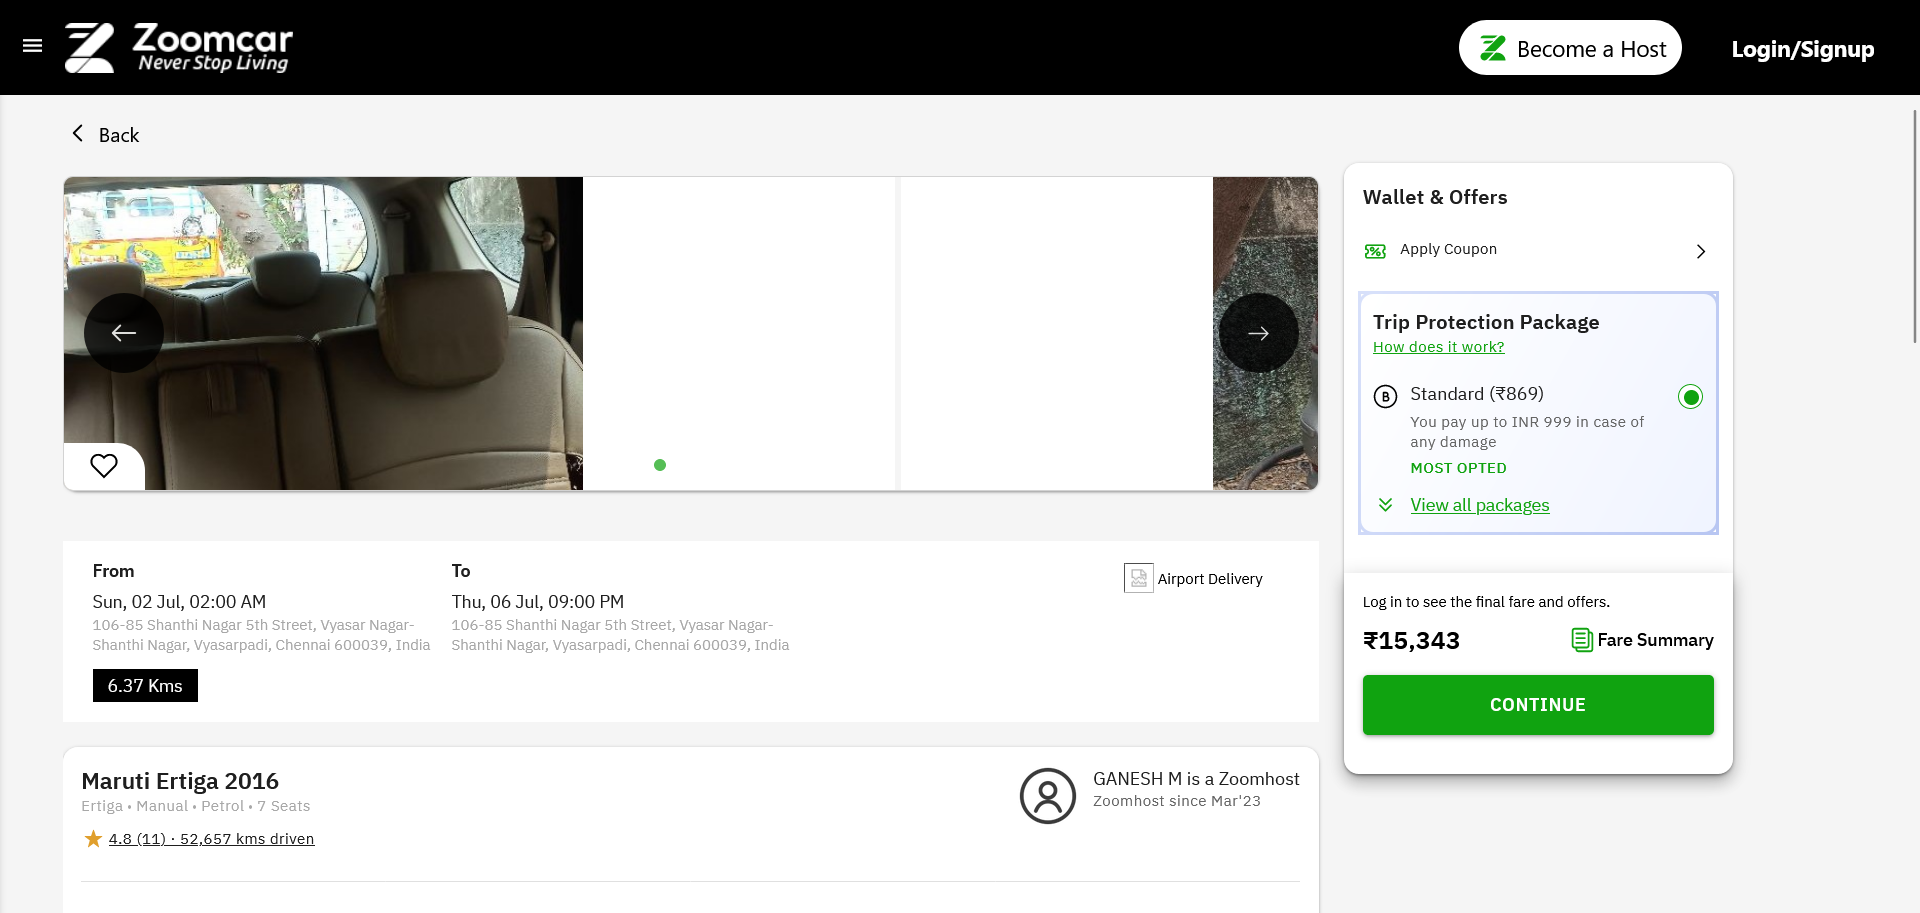 Zoomcar
Never Stop Living
Become a Host
Login/Signup
Back
Wallet & Offers
Apply Coupon
Trip Protection Package
How does it work?
B
Standard (₹869)
You pay up to INR 999 in case of
any damage
MOST OPTED
View all packages
From
Sun, 02 Jul, 02:00 AM
106-85 Shanthi Nagar 5th Street, Vyasar Nagar-
Shanthi Nagar, Vyasarpadi, Chennai 600039, India
6.37 Kms
To
Thu, 06 Jul, 09:00 PM
106-85 Shanthi Nagar 5th Street, Vyasar Nagar-
Shanthi Nagar, Vyasarpadi, Chennai 600039, India
Airport Delivery
Log in to see the final fare and offers.
₹15,343
Fare Summary
CONTINUE
Maruti Ertiga 2016
Ertiga • Manual • Petrol • 7 Seats
4.8 (11) · 52,657 kms driven
GANESH M is a Zoomhost
Zoomhost since Mar'23